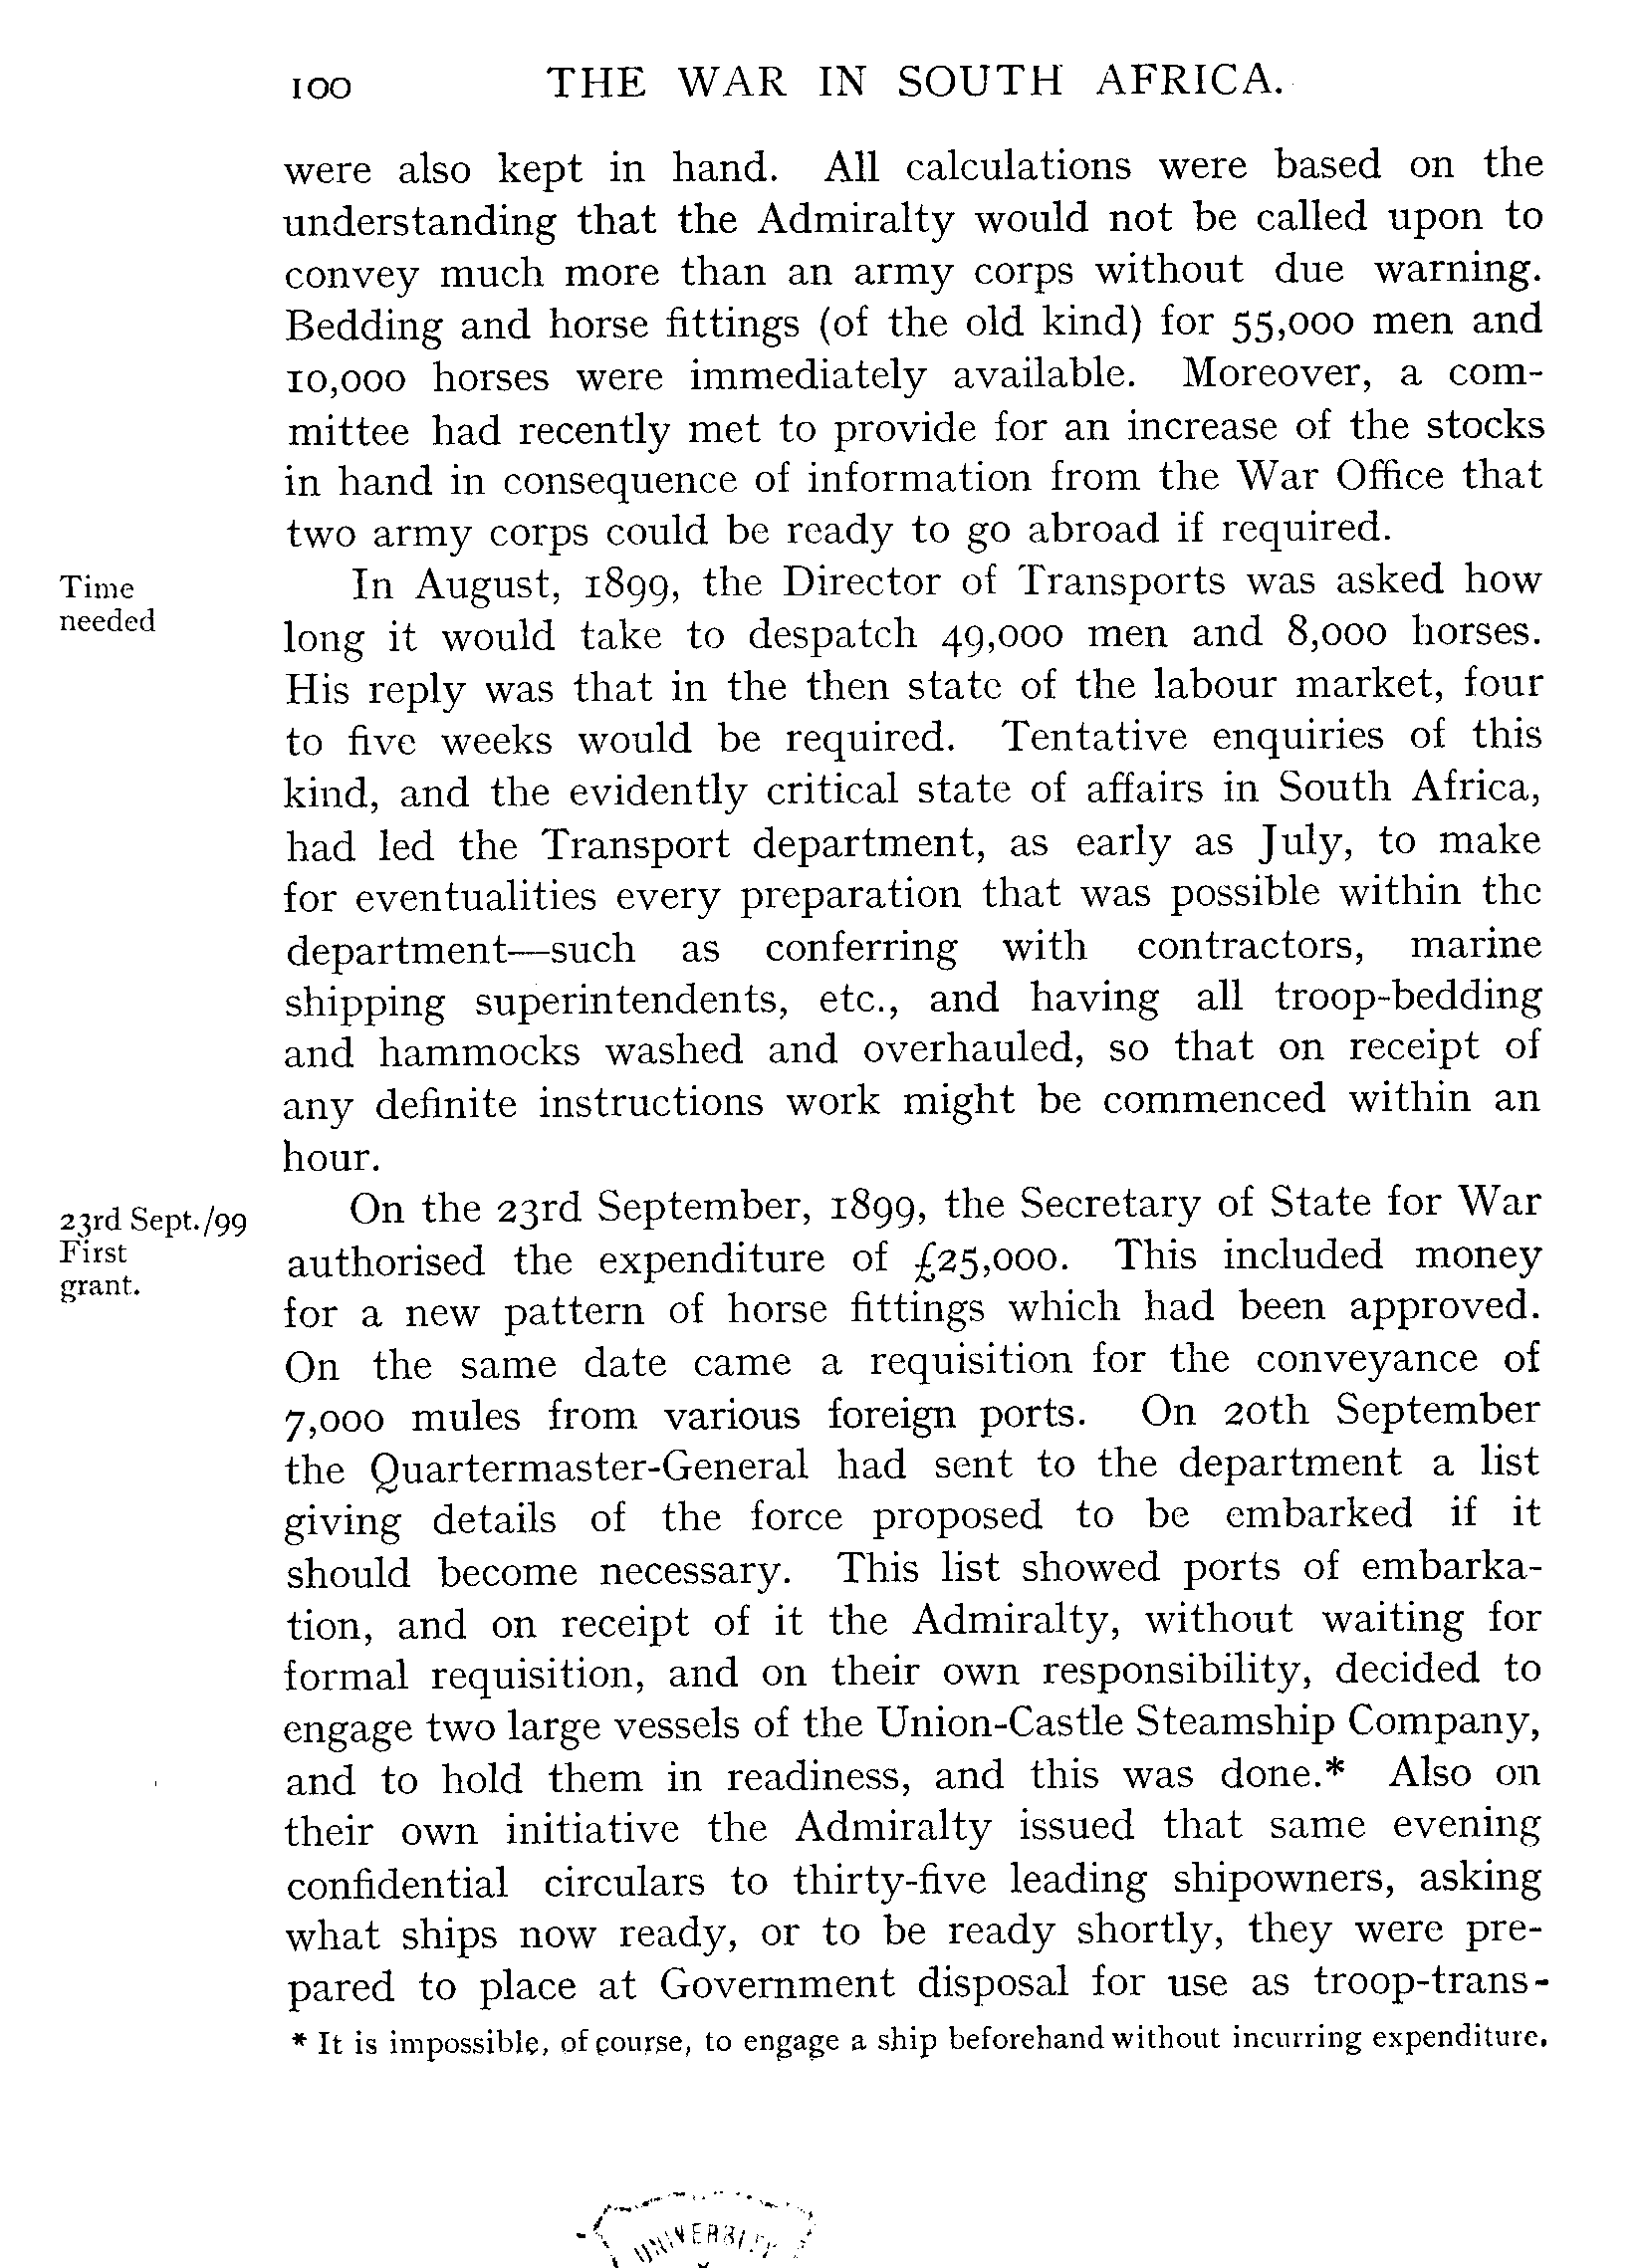 100 THE WAR IN SOUTH AFRICA.
were also kept in hand. All calculations were based on the
understanding that the Admiralty would not be called upon to
convey much more than an army corps without due warning.
Bedding and horse fittings (of the old kind) for 55,000 men and
10,000 horses were immediately available. Moreover, a com-
mittee had recently met to provide for an increase of the stocks
in hand in consequence of information from the War Office that
two army corps could be ready to go abroad if required.
Time
needed
In August, 1899, the Director of Transports was asked how
long it would take to despatch 49,000 men and 8,000 horses.
His reply was that in the then state of the labour market, four
to five weeks would be required. Tentative enquiries of this
kind, and the evidently critical state of affairs in South Africa,
had led the Transport department, as early as July, to make
for eventualities every preparation that was possible within the
department—such as conferring with contractors, marine
shipping superintendents, etc., and having all troop-bedding
and hammocks washed and overhauled, so that on receipt of
any definite instructions work might be commenced within an
hour.
23rd Sept./99
First
grant.
On the 23rd September, 1899, the Secretary of State for War
authorised the expenditure of £25,000. This included money
for a new pattern of horse fittings which had been approved.
On the same date came a requisition for the conveyance of
7,000 mules from various foreign ports. On 20th September
the Quartermaster-General had sent to the department a list
giving details of the force proposed to be embarked if it
should become necessary. This list showed ports of embarka-
tion, and on receipt of it the Admiralty, without waiting for
formal requisition, and on their own responsibility, decided to
engage two large vessels of the Union-Castle Steamship Company,
and to hold them in readiness, and this was done.* Also on
their own initiative the Admiralty issued that same evening
confidential circulars to thirty-five leading shipowners, asking
what ships now ready, or to be ready shortly, they were pre-
pared to place at Government disposal for use as troop-trans-
* It is impossible, of course, to engage a ship beforehand without incurring expenditure.
UNIVERSITY